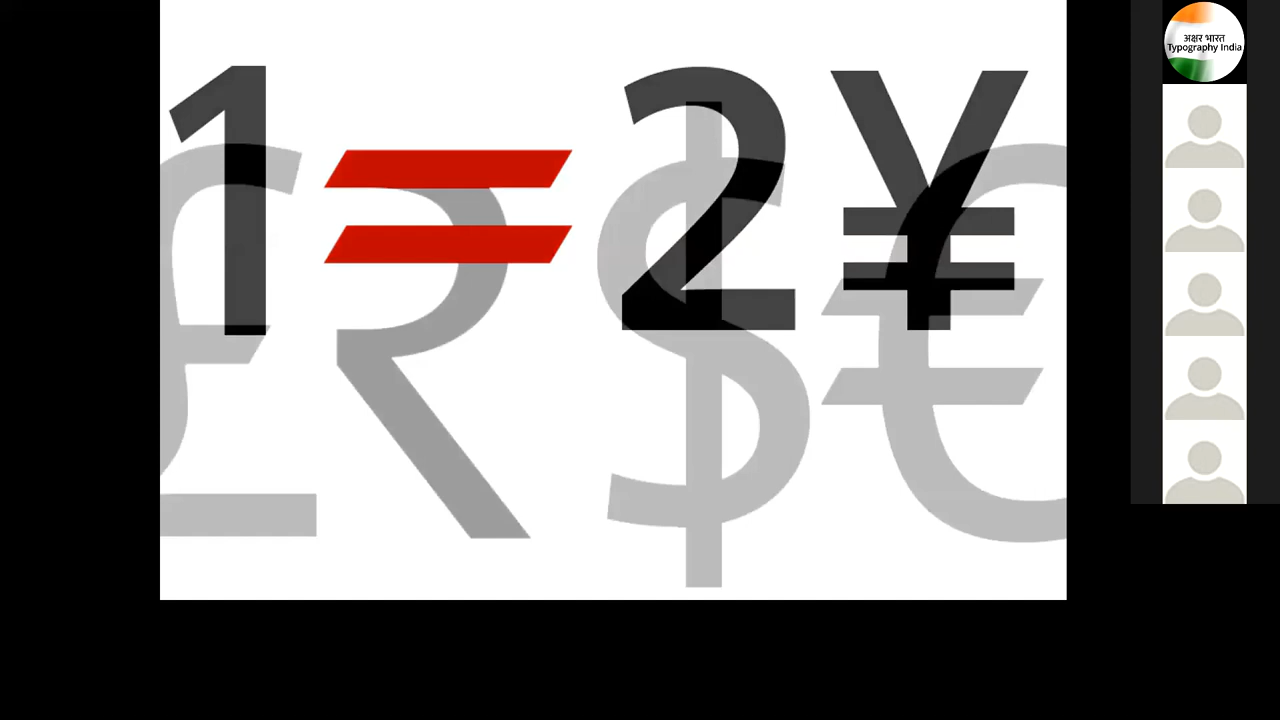 1 = 2 ¥
£ ₹ $ €
अक्षर भारत
Typography India